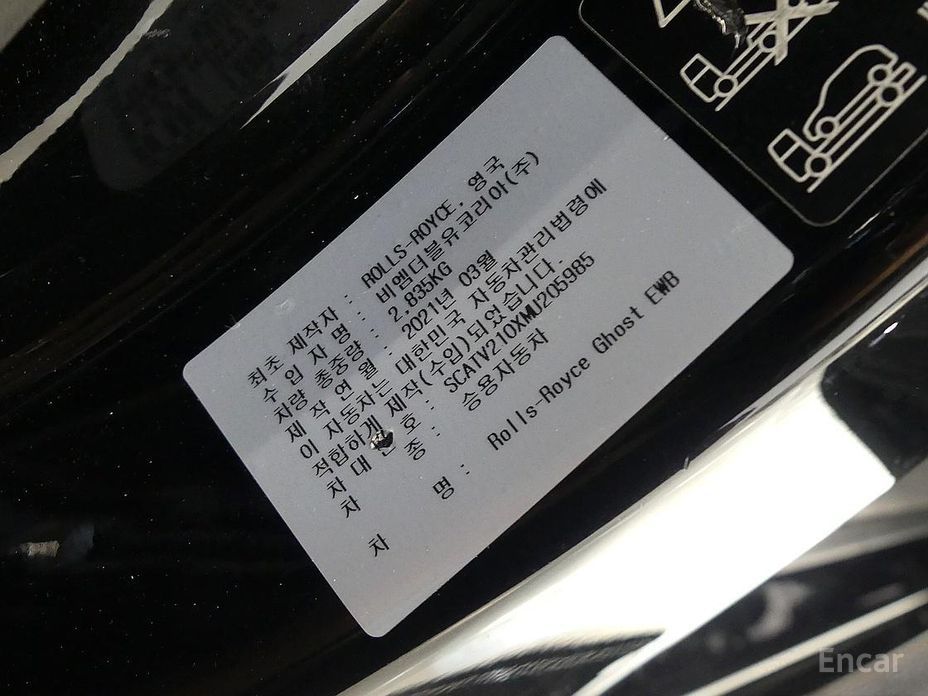 최초 제작자 : ROLLS-ROYCE, 영국
수 입 자 명 : 비엠더블유코리아(주)
차량 총중량 : 2.835KG
제 작 연 월 : 2021년 03월
이 자동차는 대한민국 자동차관리법령에
적합하게 제작(수입)되었습니다.
차 대 번 호 : SCATV210XMU205985
차 종 : 승용자동차
차 명 : Rolls-Royce Ghost EWB
Encar